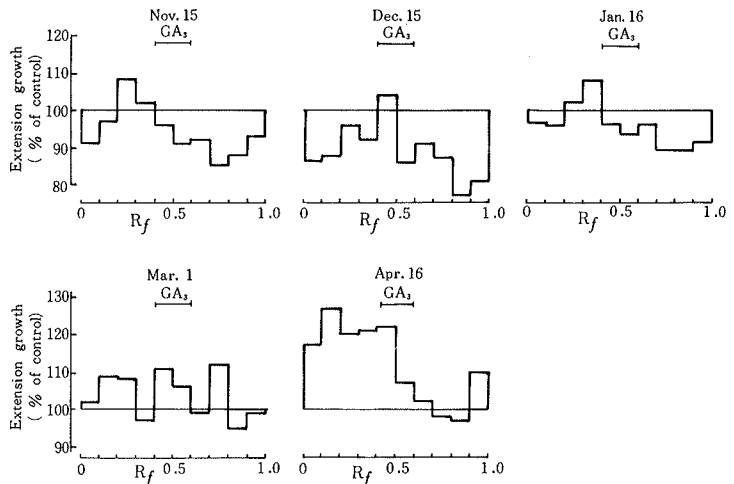 Nov. 15
GA₃
Dec. 15
GA₃
Jan. 16
GA₃
Extension growth
( % of control)
120
110
100
90
80
0 0.5 1.0
R𝑓
0 0.5 1.0
R𝑓
0 0.5 1.0
R𝑓
Mar. 1
GA₃
Apr. 16
GA₃
Extension growth
( % of control)
130
120
110
100
90
0 0.5 1.0
R𝑓
0 0.5 1.0
R𝑓